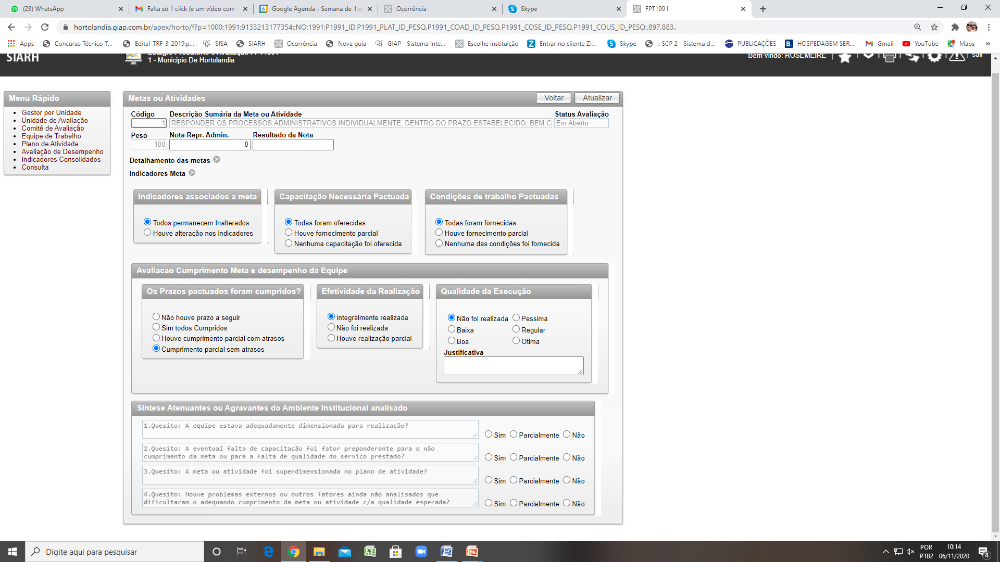 (23) WhatsApp
Falta só 1 click (e um vídeo com a
Google Agenda - Semana de 1 d
Ocorrência
Skype
FPT1991
hortolandia.giap.com.br/apex/horto/f?p=1000:1991:9133213177354::NO:1991:P1991_ID,P1991_PLAT_ID_PESQ,P1991_COAD_ID_PESQ,P1991_COSE_ID_PESQ,P1991_COUS_ID_PESQ:,897,883,,
Apps
Concurso Técnico T...
Edital-TRF-3-2019.p...
SISA
SIARH
Ocorrência
Nova guia
GIAP - Sistema Inte...
Escolhe instituição
Entrar no cliente Zi...
Skype
.: SCP 2 - Sistema d...
PUBLICAÇÕES
HOSPEDAGEM SER...
Gmail
YouTube
Maps
»
SIARH
1 - Municipio De Hortolandia
Bem-vindo: ROSEMEIRE
sair
Menu Rápido
Gestor por Unidade
Unidade de Avaliação
Comitê de Avaliação
Equipe de Trabalho
Plano de Atividade
Avaliação de Desempenho
Indicadores Consolidados
Consulta
Metas ou Atividades
Voltar
Atualizar
Código
Descrição Sumária da Meta ou Atividade
Status Avaliação
1
RESPONDER OS PROCESSOS ADMINISTRATIVOS INDIVIDUALMENTE, DENTRO DO PRAZO ESTABELECIDO, BEM C
Em Aberto
Peso
Nota Repr. Admin.
Resultado da Nota
100
0
Detalhamento das metas
Indicadores Meta
Indicadores associados a meta
Todos permanecem Inalterados
Houve alteração nos indicadores
Capacitação Necessária Pactuada
Todas foram oferecidas
Houve fornecimento parcial
Nenhuma capacitação foi oferecida
Condições de trabalho Pactuadas
Todas foram fornecidas
Houve fornecimento parcial
Nenhuma das condições foi fornecida
Avaliacao Cumprimento Meta e desempenho da Equipe
Os Prazos pactuados foram cumpridos?
Não houve prazo a seguir
Sim todos Cumpridos
Houve cumprimento parcial com atrasos
Cumprimento parcial sem atrasos
Efetividade da Realização
Integralmente realizada
Não foi realizada
Houve realização parcial
Qualidade da Execução
Não foi realizada Pessima
Baixa Regular
Boa Otima
Justificativa
Sintese Atenuantes ou Agravantes do Ambiente Institucional analisado
1.Quesito: A equipe estava adequadamente dimensionada para realização?
Sim Parcialmente Não
2.Quesito: A eventual falta de capacitação foi fator preponderante para o não
cumprimento da meta ou para a falta de qualidade do serviço prestado?
Sim Parcialmente Não
3.Quesito: A meta ou atividade foi superdimensionada no plano de atividade?
Sim Parcialmente Não
4.Quesito: Houve problemas externos ou outros fatores ainda não analisados que
dificultaram o adequando cumprimento da meta ou atividade c/a qualidade esperada?
Sim Parcialmente Não
Digite aqui para pesquisar
POR
PTB2
10:14
06/11/2020
4